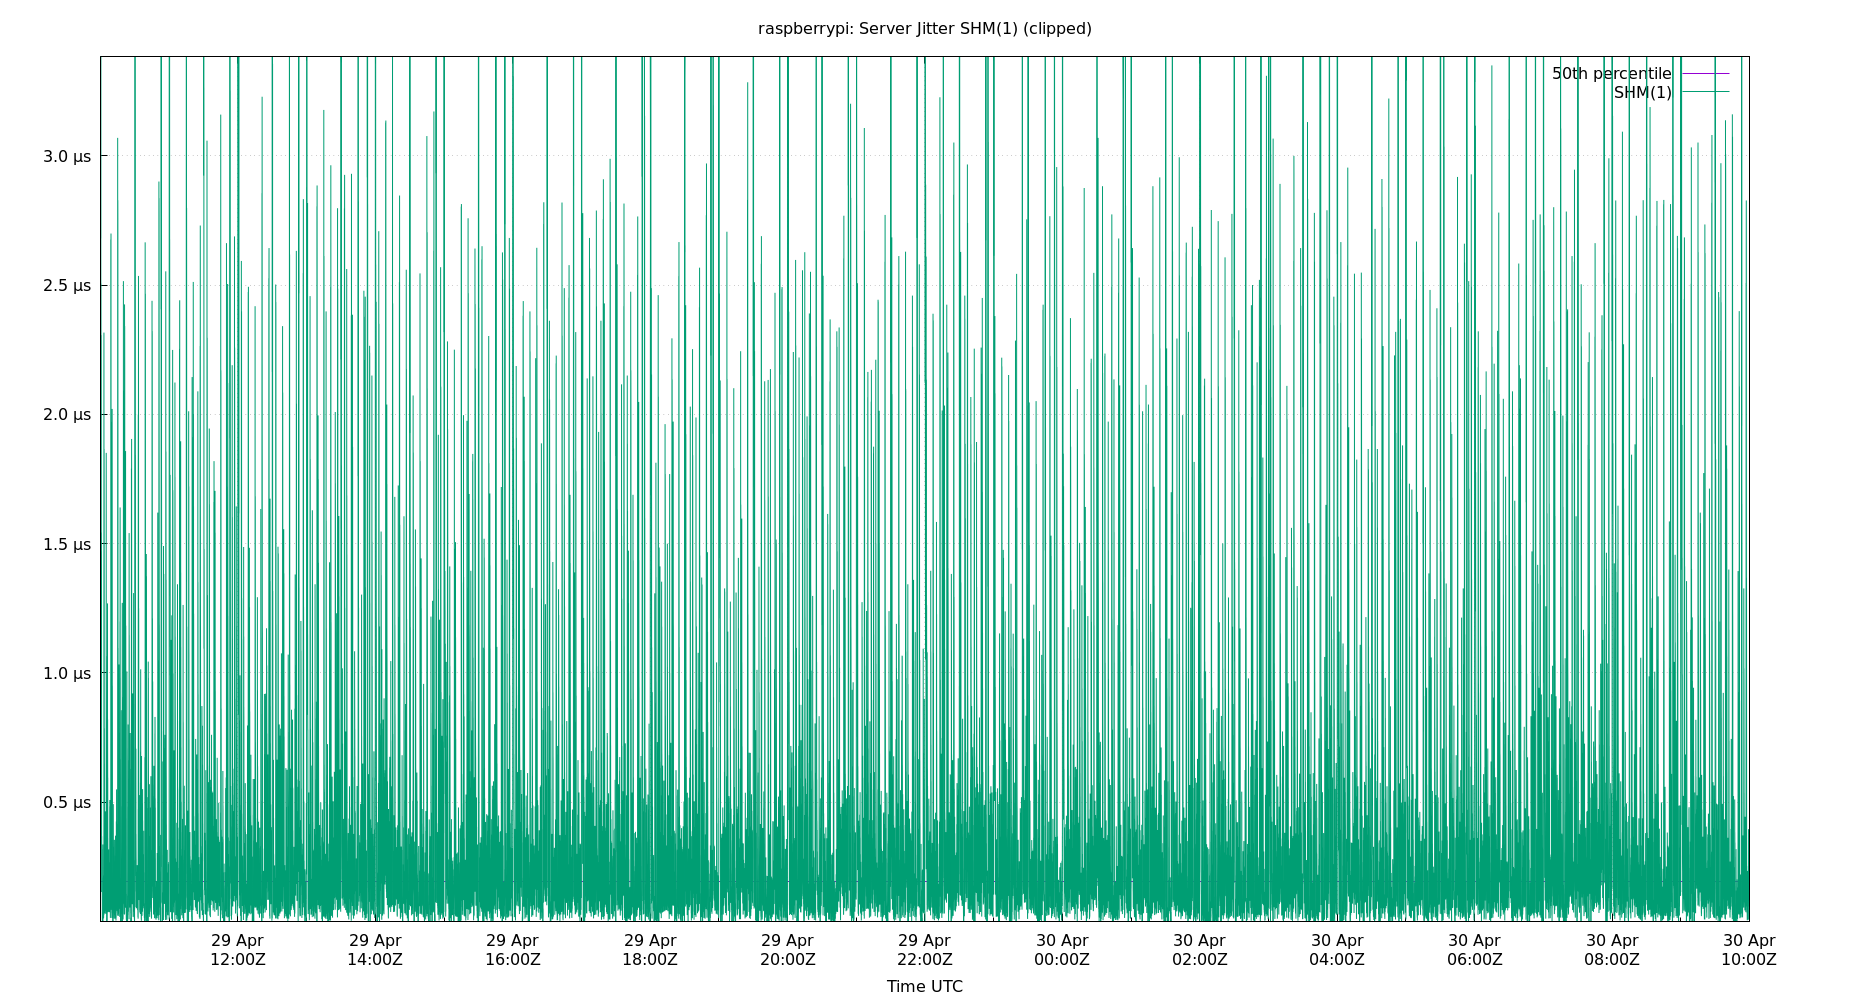 raspberrypi: Server Jitter SHM(1) (clipped)
50th percentile
SHM(1)
3.0 µs
2.5 µs
2.0 µs
1.5 µs
1.0 µs
0.5 µs
29 Apr 29 Apr 29 Apr 29 Apr 29 Apr 29 Apr 30 Apr 30 Apr 30 Apr 30 Apr 30 Apr 30 Apr
12:00Z 14:00Z 16:00Z 18:00Z 20:00Z 22:00Z 00:00Z 02:00Z 04:00Z 06:00Z 08:00Z 10:00Z
Time UTC